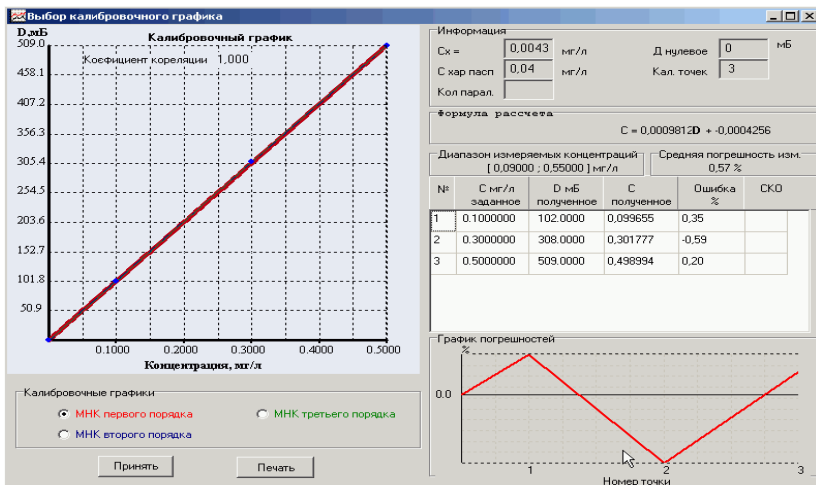 Выбор калибровочного графика
D,мБ
Калибровочный график
Коэфициент кореляции 1,000
509.0
458.1
407.2
356.3
305.4
254.5
203.6
152.7
101.8
50.9
0.1000 0.2000 0.3000 0.4000 0.5000
Концентрация, мг/л
Калибровочные графики
МНК первого порядка
МНК третьего порядка
МНК второго порядка
Принять
Печать
Информация
Сх = 0,0043 мг/л Д нулевое 0 мБ
С хар пасп 0,04 мг/л Кал. точек 3
Кол парал.
Формула рассчета
C = 0,0009812D + -0,0004256
Диапазон измеряемых концентраций
[ 0,09000 ; 0,55000 ] мг/л
Средняя погрешность изм.
0,57 %
№ С мг/л заданное D мБ полученное С полученное Ошибка % СКО
1 0.1000000 102.0000 0,099655 0,35
2 0.3000000 308.0000 0,301777 -0,59
3 0.5000000 509.0000 0,498994 0,20
График погрешностей
%
0.0
1 2 3
Номер точки